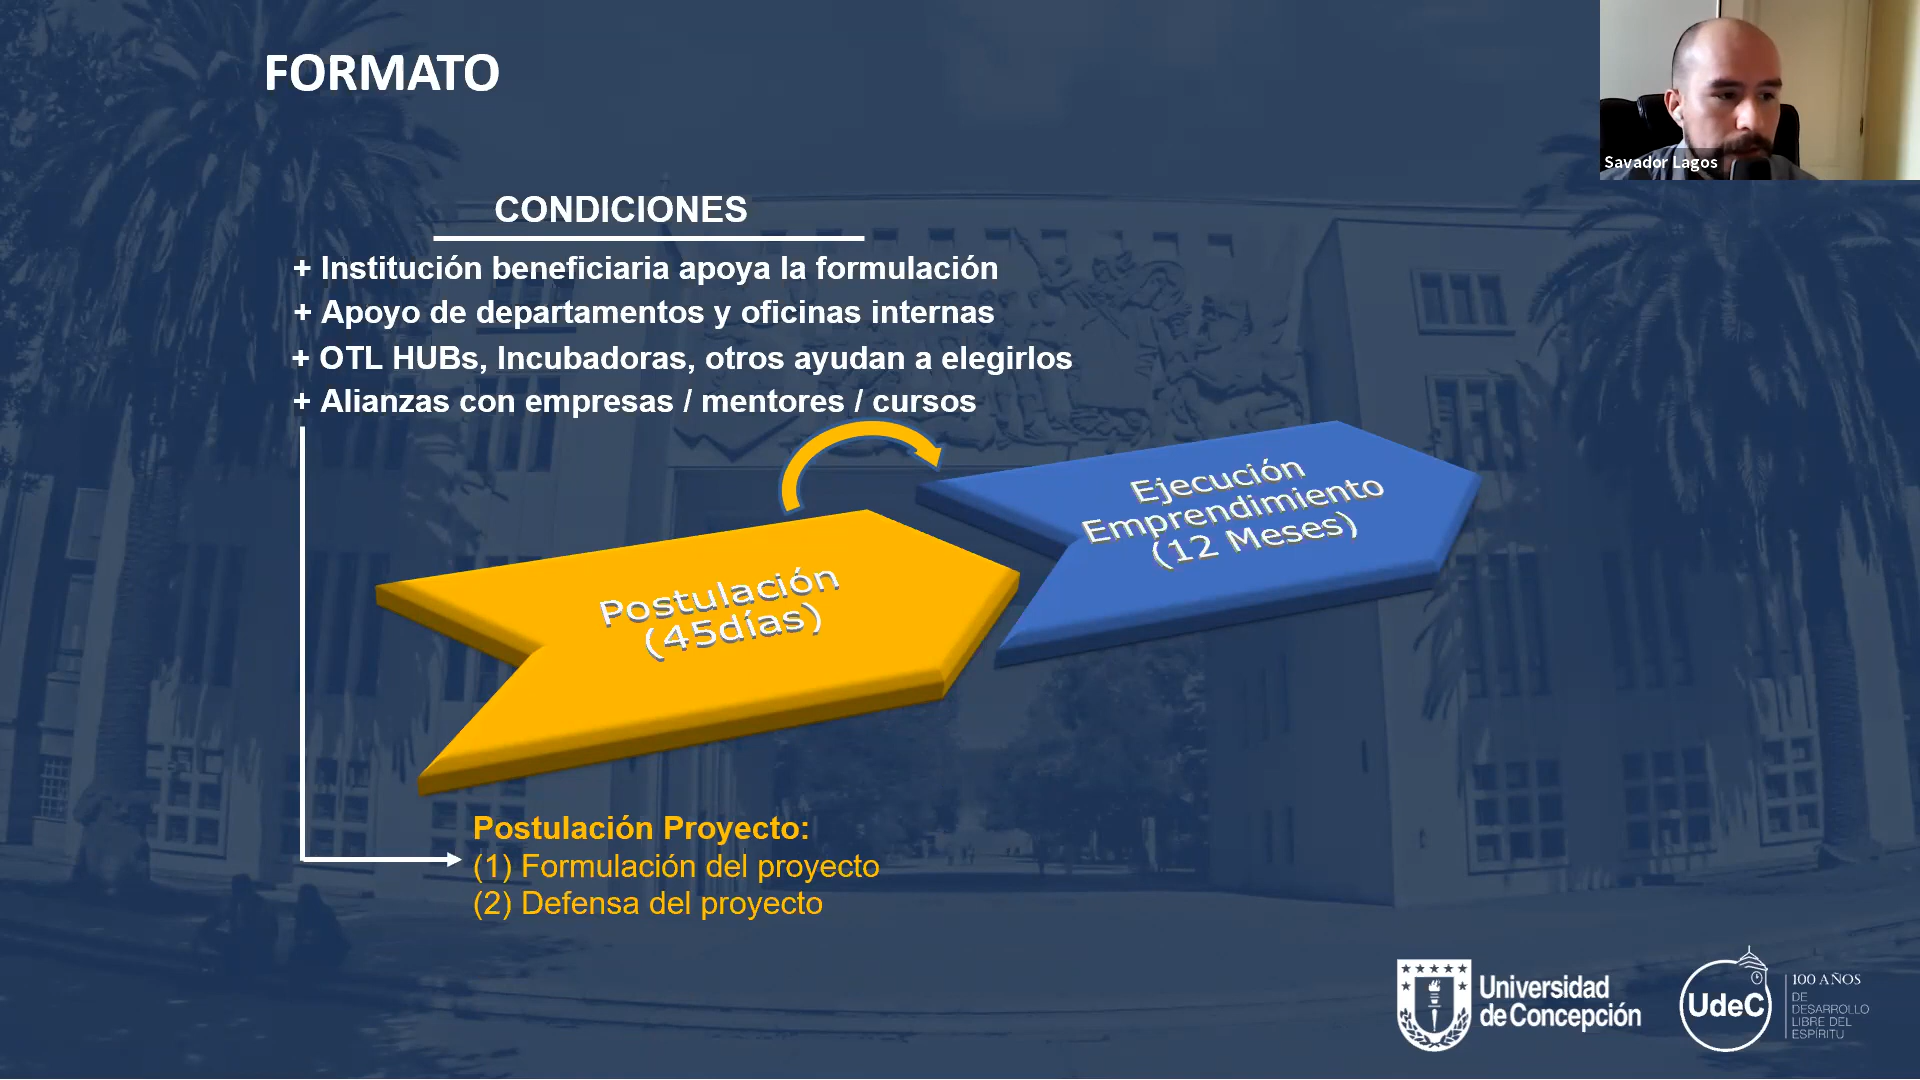 FORMATO
Savador Lagos
CONDICIONES
+ Institución beneficiaria apoya la formulación
+ Apoyo de departamentos y oficinas internas
+ OTL HUBs, Incubadoras, otros ayudan a elegirlos
+ Alianzas con empresas / mentores / cursos
Ejecución
Emprendimiento
(12 Meses)
Postulación
(45días)
Postulación Proyecto:
(1) Formulación del proyecto
(2) Defensa del proyecto
Universidad
de Concepción
UdeC
100 AÑOS
DE
DESARROLLO
LIBRE DEL
ESPÍRITU